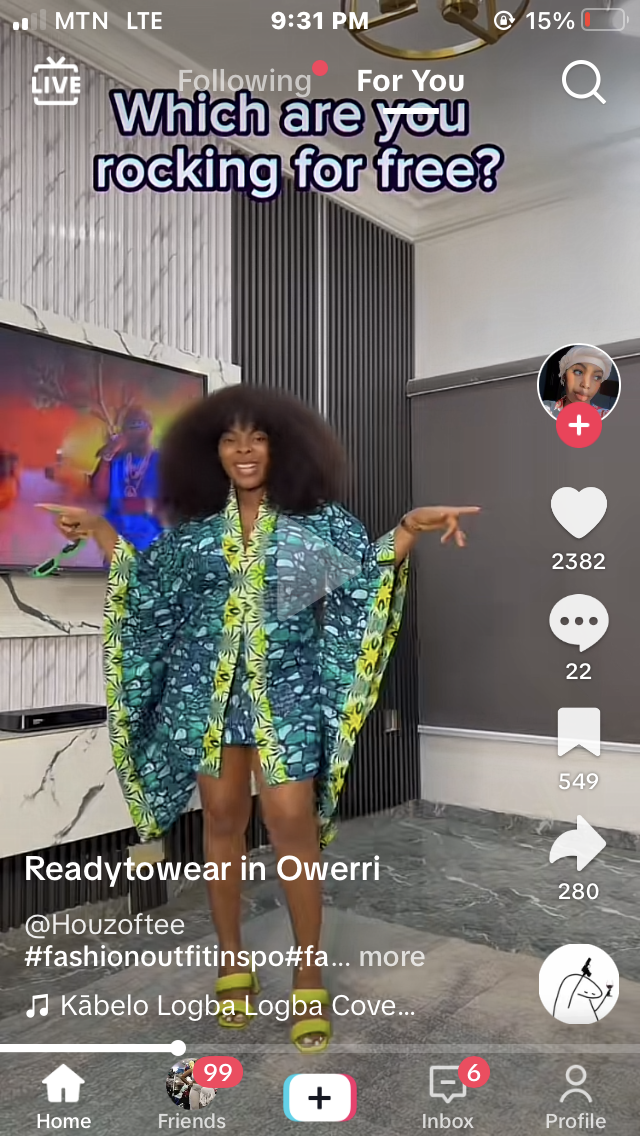 MTN LTE 9:31 PM 15%
LIVE Following For You
Which are you
rocking for free?
2382
22
549
280
Readytowear in Owerri
@Houzoftee
#fashionoutfitinspo#fa... more
Kābelo Logba Logba Cove...
99 6
Home Friends Inbox Profile